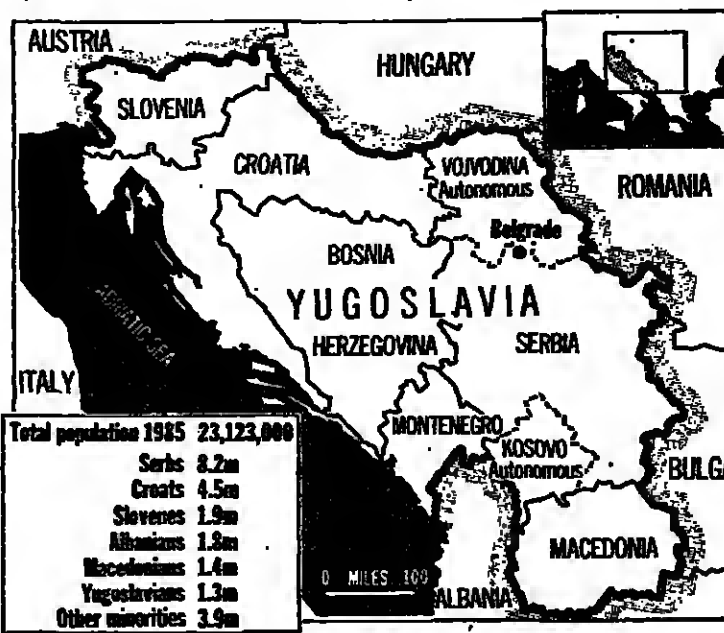 AUSTRIA
HUNGARY
SLOVENIA
CROATIA
VOJVODINA
Autonomous
ROMANIA
Belgrade
BOSNIA
YUGOSLAVIA
ADRIATIC SEA
HERZEGOVINA
SERBIA
ITALY
MONTENEGRO
KOSOVO
Autonomous
BULGA
MACEDONIA
ALBANIA
0 MILES 100
Total population 1985 23,123,000
Serbs 8.2m
Croats 4.5m
Slovenes 1.9m
Albanians 1.8m
Macedonians 1.4m
Yugoslavians 1.3m
Other minorities 3.9m